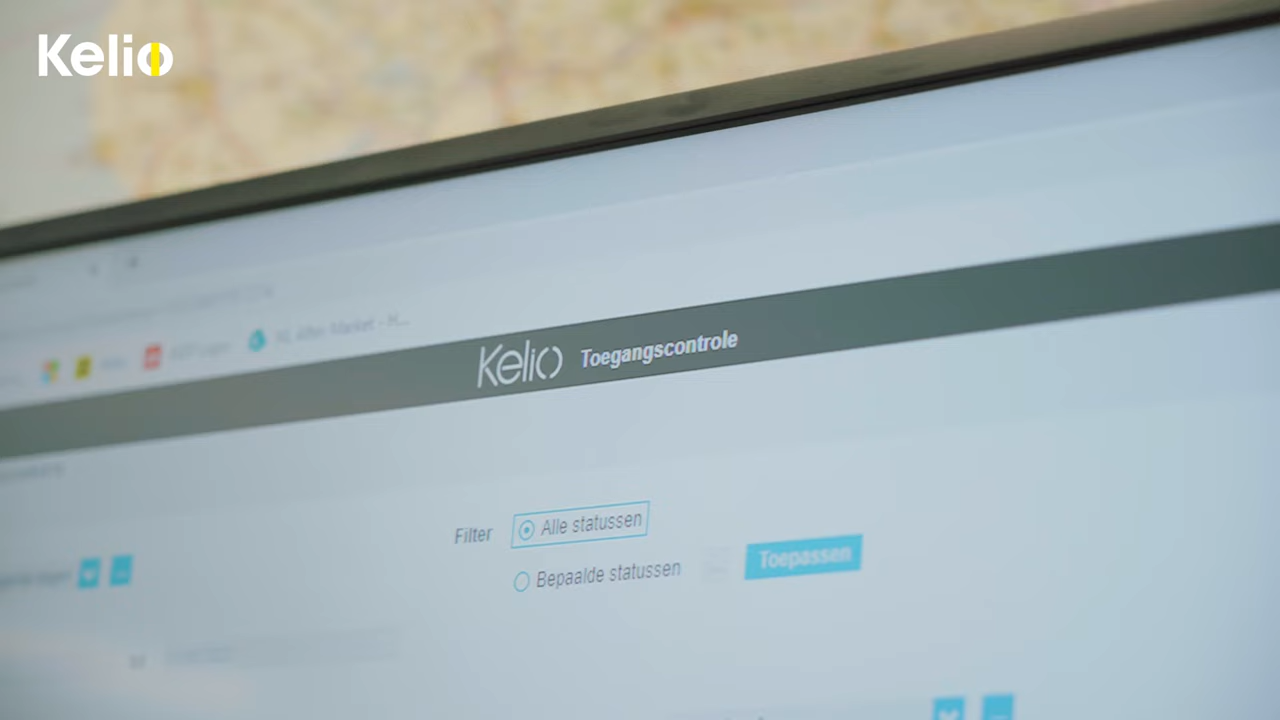 Kelio
Kelio Toegangscontrole
Filter
Alle statussen
Bepaalde statussen
Toepassen